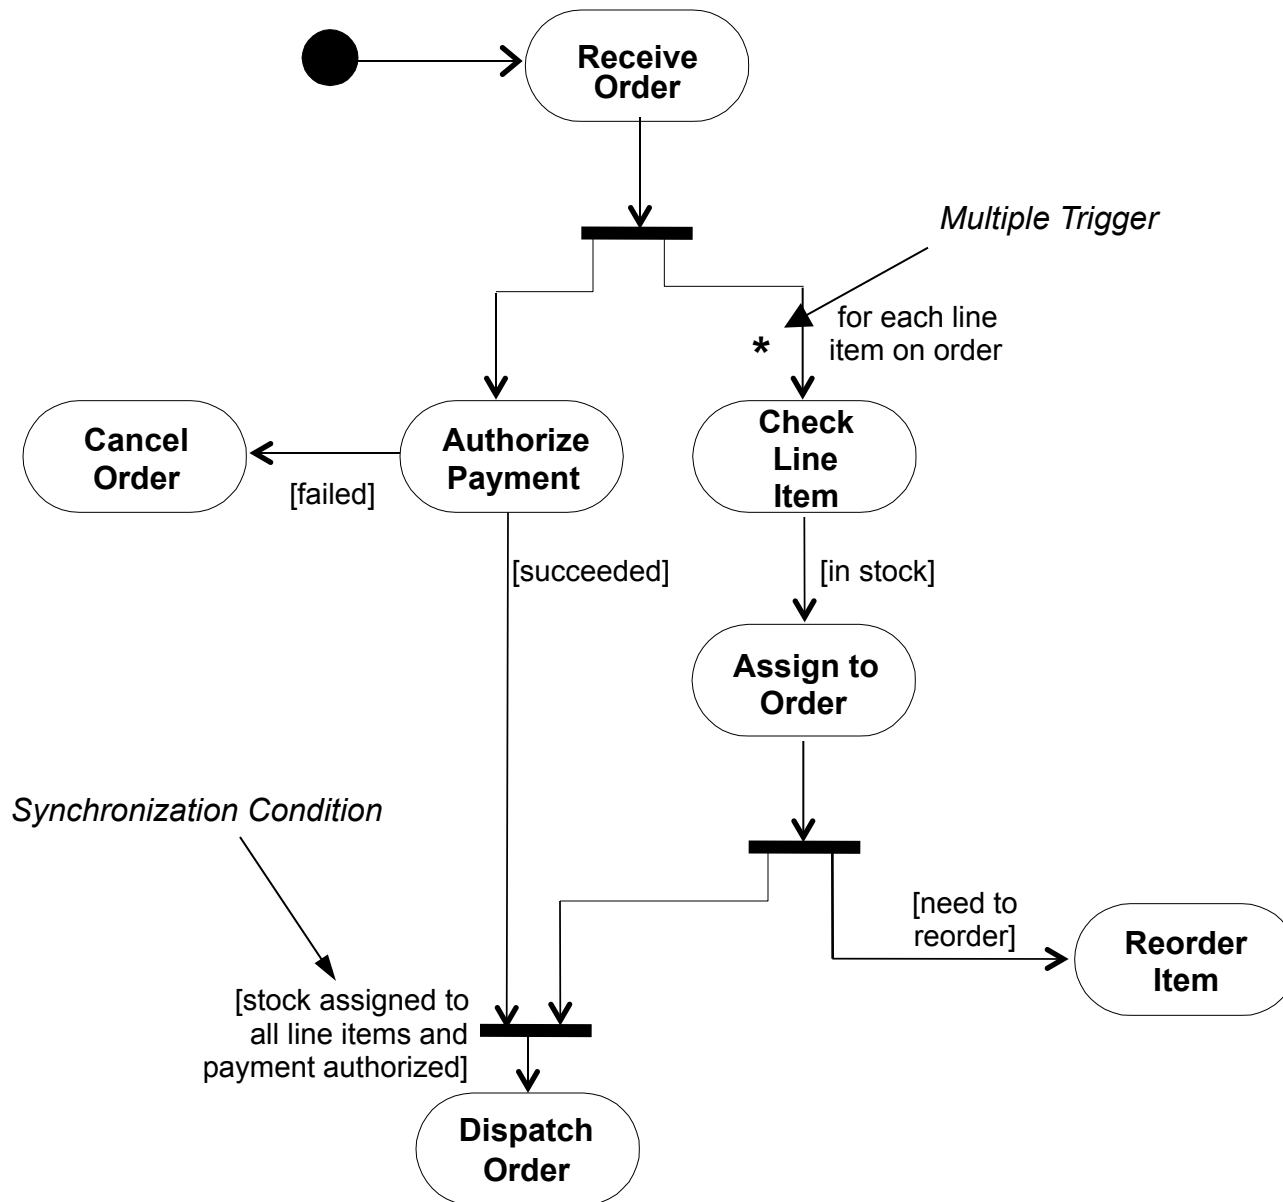 Receive
Order
Multiple Trigger
for each line
item on order
*
Cancel
Order
Authorize
Payment
Check
Line
Item
[failed]
[succeeded]
[in stock]
Assign to
Order
Synchronization Condition
[need to
reorder]
Reorder
Item
[stock assigned to
all line items and
payment authorized]
Dispatch
Order